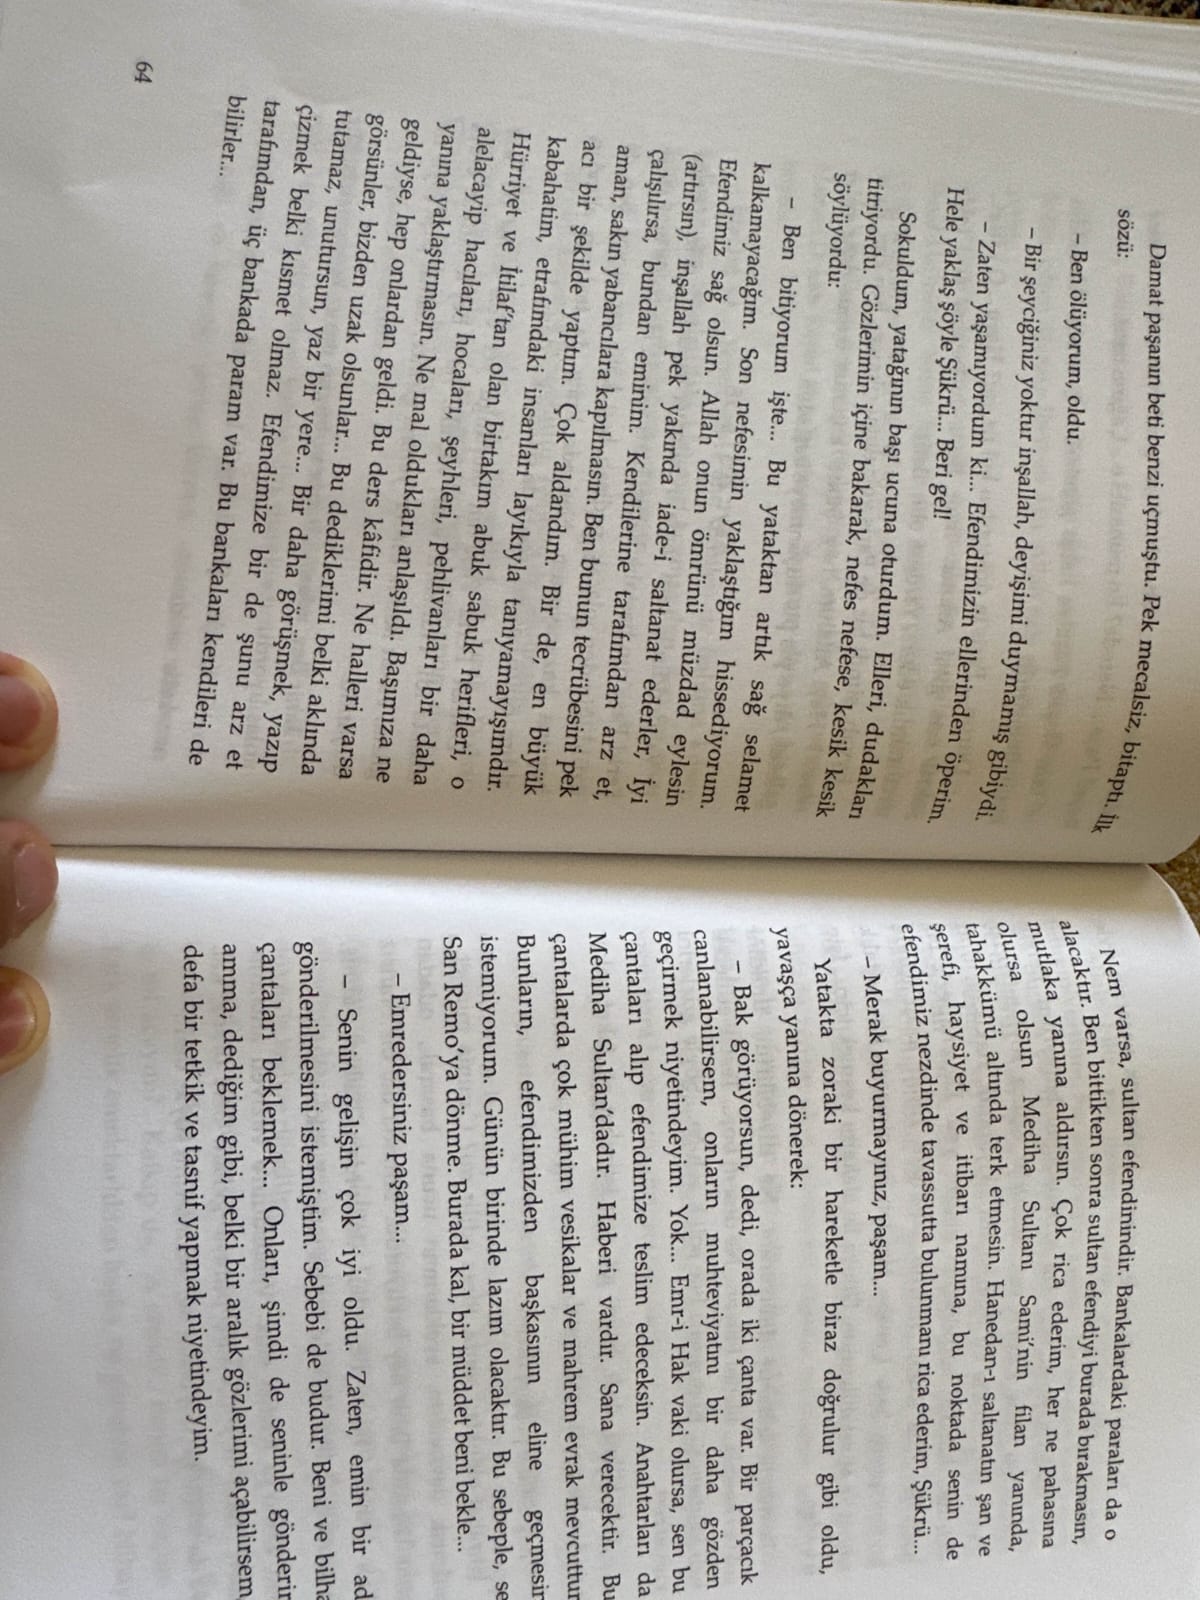 Damat paşanın beti benzi uçmuştu. Pek mecalsiz, bitaptı. İlk
sözü:
– Ben ölüyorum, oldu.
– Bir şeyciğiniz yoktur inşallah, deyişimi duymamış gibiydi.
– Zaten yaşamıyordum ki... Efendimizin ellerinden öperim.
Hele yaklaş şöyle Şükrü... Beri gel!
Sokuldum, yatağının başı ucuna oturdum. Elleri, dudakları
titriyordu. Gözlerimin içine bakarak, nefes nefese, kesik kesik
söylüyordu:
– Ben bitiyorum işte... Bu yataktan artık sağ selamet
kalkamayacağım. Son nefesimin yaklaştığım hissediyorum.
Efendimiz sağ olsun. Allah onun ömrünü müzdad eylesin
(artırsın), inşallah pek yakında iade-i saltanat ederler, İyi
çalışılırsa, bundan eminim. Kendilerine tarafımdan arz et,
aman, sakın yabancılara kapılmasın. Ben bunun tecrübesini pek
acı bir şekilde yaptım. Çok aldandım. Bir de, en büyük
kabahatim, etrafımdaki insanları layıkıyla tanıyamayışımdır.
Hürriyet ve İtilaf'tan olan birtakım abuk sabuk herifleri, o
alelacayip hacıları, hocaları, şeyhleri, pehlivanları bir daha
yanına yaklaştırmasın. Ne mal oldukları anlaşıldı. Başımıza ne
geldiyse, hep onlardan geldi. Bu ders kâfidir. Ne halleri varsa
görsünler, bizden uzak olsunlar... Bu dediklerimi belki aklında
tutamaz, unutursun, yaz bir yere... Bir daha görüşmek, yazıp
çizmek belki kısmet olmaz. Efendimize bir de şunu arz et
tarafımdan, üç bankada param var. Bu bankaları kendileri de
bilirler...
64
Nem varsa, sultan efendinindir. Bankalardaki paraları da o
alacaktır. Ben bittikten sonra sultan efendiyi burada bırakmasın,
mutlaka yanına aldırsın. Çok rica ederim, her ne pahasına
olursa olsun Mediha Sultanı Sami'nin filan yanında,
tahakkümü altında terk etmesin. Hanedan-ı saltanatın şan ve
şerefi, haysiyet ve itibarı namına, bu noktada senin de
efendimiz nezdinde tavassutta bulunmanı rica ederim, Şükrü...
– Merak buyurmayınız, paşam...
Yatakta zoraki bir hareketle biraz doğrulur gibi oldu,
yavaşça yanına dönerek:
– Bak görüyorsun, dedi, orada iki çanta var. Bir parçacık
canlanabilirsem, onların muhteviyatını bir daha gözden
geçirmek niyetindeyim. Yok... Emr-i Hak vaki olursa, sen bu
çantaları alıp efendimize teslim edeceksin. Anahtarları da
Mediha Sultan'dadır. Haberi vardır. Sana verecektir. Bu
çantalarda çok mühim vesikalar ve mahrem evrak mevcuttur
Bunların, efendimizden başkasının eline geçmesin
istemiyorum. Günün birinde lazım olacaktır. Bu sebeple, se
San Remo'ya dönme. Burada kal, bir müddet beni bekle...
– Emredersiniz paşam...
– Senin gelişin çok iyi oldu. Zaten, emin bir ad
gönderilmesini istemiştim. Sebebi de budur. Beni ve bilha
çantaları beklemek... Onları, şimdi de seninle gönderir
amma, dediğim gibi, belki bir aralık gözlerimi açabilirsem,
defa bir tetkik ve tasnif yapmak niyetindeyim.